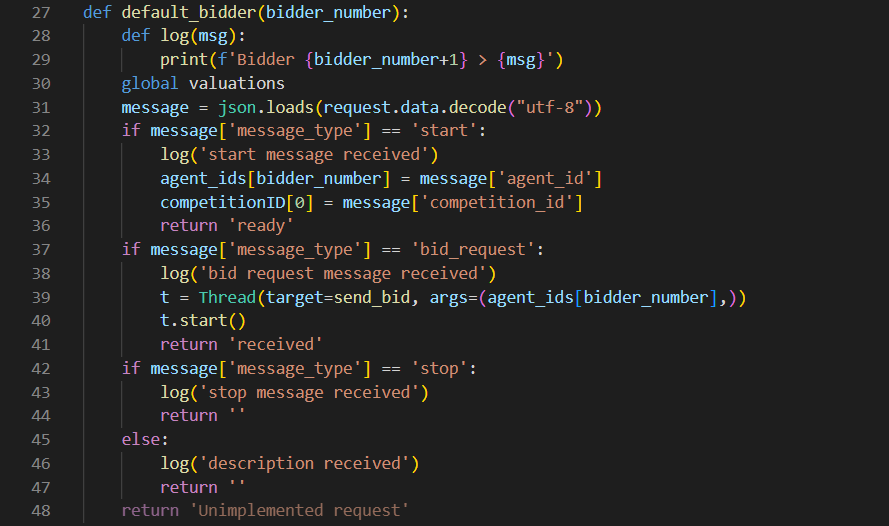 27 def default_bidder(bidder_number):
28     def log(msg):
29         print(f'Bidder {bidder_number+1} > {msg}')
30     global valuations
31     message = json.loads(request.data.decode("utf-8"))
32     if message['message_type'] == 'start':
33         log('start message received')
34         agent_ids[bidder_number] = message['agent_id']
35         competitionID[0] = message['competition_id']
36         return 'ready'
37     if message['message_type'] == 'bid_request':
38         log('bid request message received')
39         t = Thread(target=send_bid, args=(agent_ids[bidder_number],))
40         t.start()
41         return 'received'
42     if message['message_type'] == 'stop':
43         log('stop message received')
44         return ''
45     else:
46         log('description received')
47         return ''
48     return 'Unimplemented request'